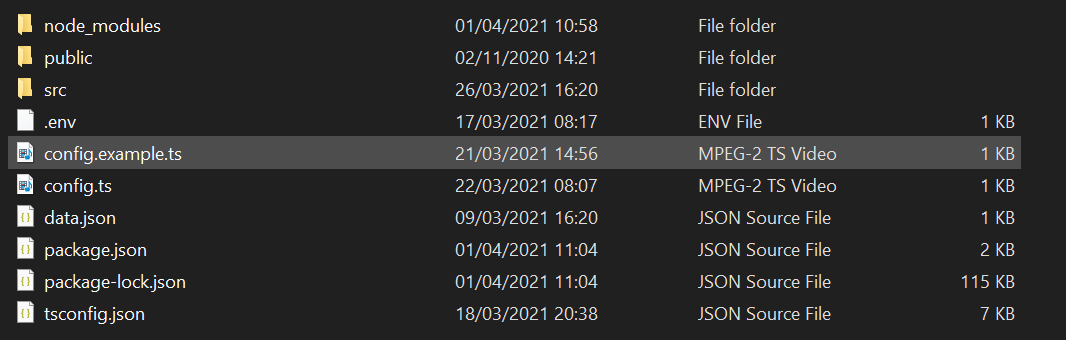 node_modules 01/04/2021 10:58 File folder
public 02/11/2020 14:21 File folder
src 26/03/2021 16:20 File folder
.env 17/03/2021 08:17 ENV File 1 KB
config.example.ts 21/03/2021 14:56 MPEG-2 TS Video 1 KB
config.ts 22/03/2021 08:07 MPEG-2 TS Video 1 KB
data.json 09/03/2021 16:20 JSON Source File 1 KB
package.json 01/04/2021 11:04 JSON Source File 2 KB
package-lock.json 01/04/2021 11:04 JSON Source File 115 KB
tsconfig.json 18/03/2021 20:38 JSON Source File 7 KB